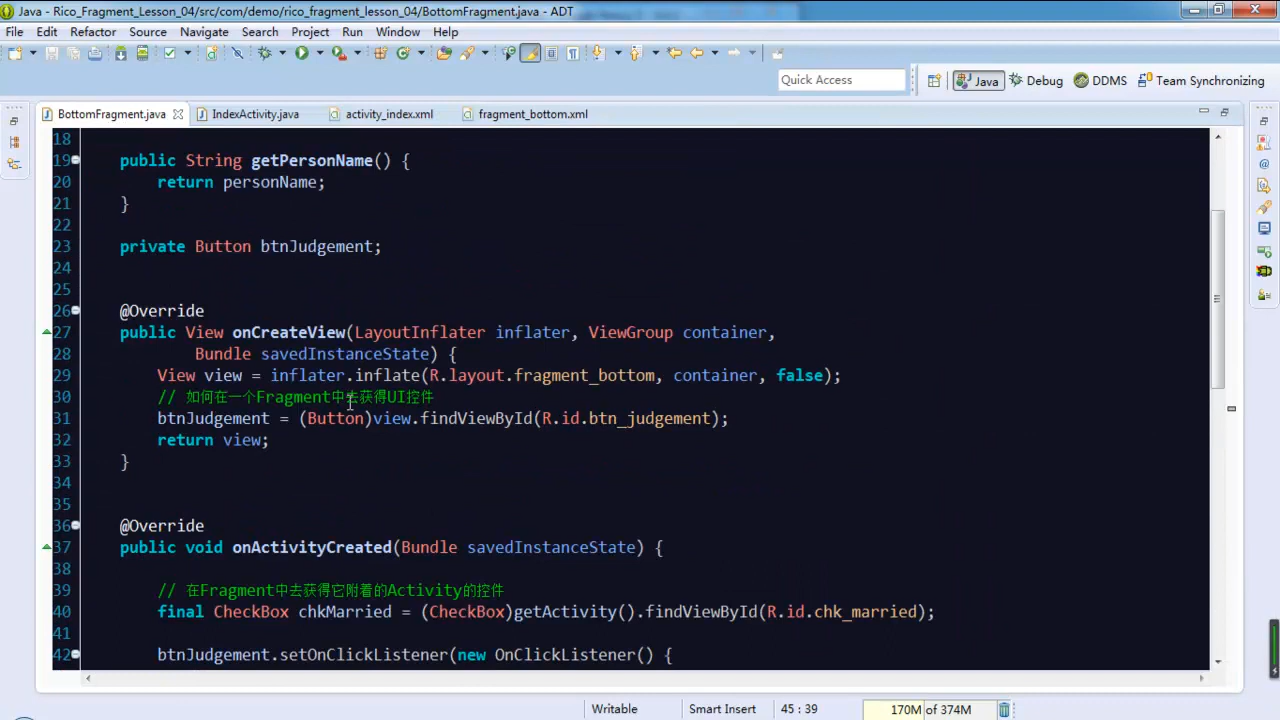 Java - Rico_Fragment_Lesson_04/src/com/demo/rico_fragment_lesson_04/BottomFragment.java - ADT
File Edit Refactor Source Navigate Search Project Run Window Help
Quick Access
Java Debug DDMS Team Synchronizing
BottomFragment.java IndexActivity.java activity_index.xml fragment_bottom.xml
18
19 public String getPersonName() {
20 return personName;
21 }
22
23 private Button btnJudgement;
24
25
26 @Override
27 public View onCreateView(LayoutInflater inflater, ViewGroup container,
28 Bundle savedInstanceState) {
29 View view = inflater.inflate(R.layout.fragment_bottom, container, false);
30 // 如何在一个Fragment中去获得UI控件
31 btnJudgement = (Button)view.findViewById(R.id.btn_judgement);
32 return view;
33 }
34
35
36 @Override
37 public void onActivityCreated(Bundle savedInstanceState) {
38
39 // 在Fragment中去获得它附着的Activity的控件
40 final CheckBox chkMarried = (CheckBox)getActivity().findViewById(R.id.chk_married);
41
42 btnJudgement.setOnClickListener(new OnClickListener() {
Writable Smart Insert 45 : 39 170M of 374M